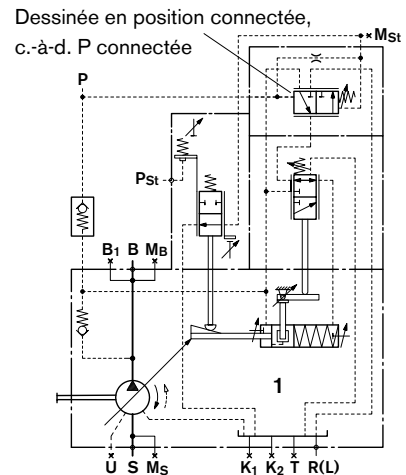 Dessinée en position connectée,
c.-à-d. P connectée
MSt
P
PSt
B1 B MB
1
U S MS K1 K2 T R(L)